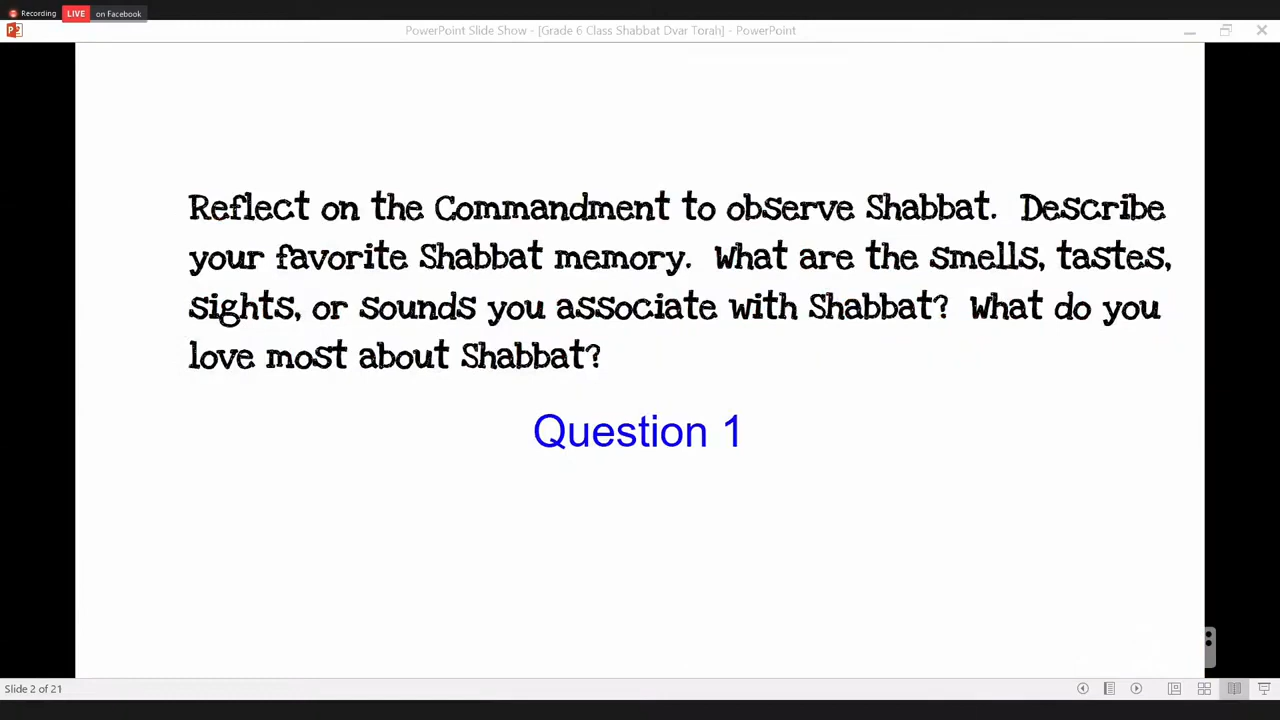 Recording LIVE on Facebook
PowerPoint Slide Show - [Grade 6 Class Shabbat Dvar Torah] - PowerPoint
Reflect on the Commandment to observe Shabbat. Describe
your favorite Shabbat memory. What are the smells, tastes,
sights, or sounds you associate with Shabbat? What do you
love most about Shabbat?
Question 1
Slide 2 of 21